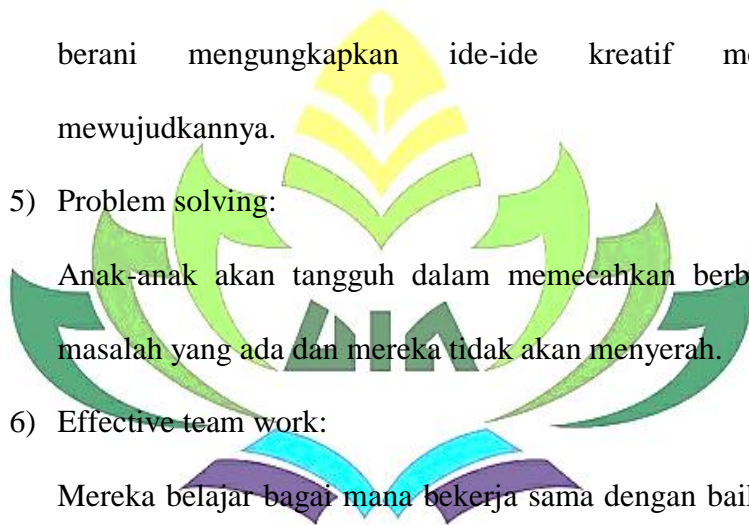 berani mengungkapkan ide-ide kreatif
mewujudkannya.
5) Problem solving:
Anak-anak akan tangguh dalam memecahkan
masalah yang ada dan mereka tidak akan menyerah.
6) Effective team work:
Mereka belajar bagai mana bekerja sama dengan